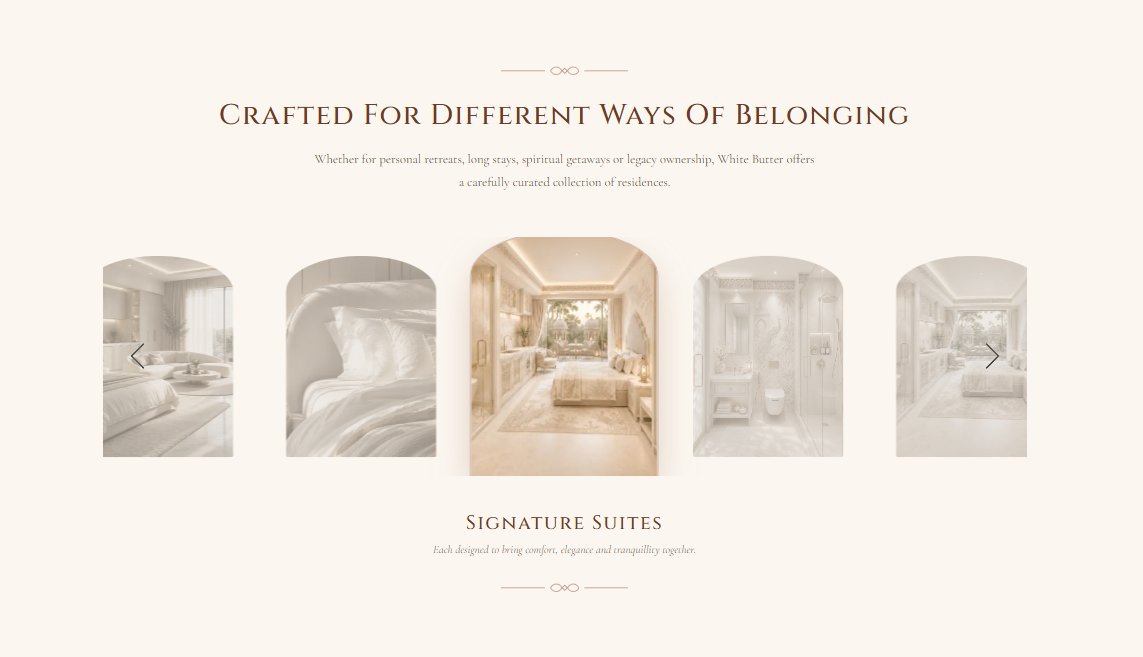 Crafted For Different Ways Of Belonging
Whether for personal retreats, long stays, spiritual getaways or legacy ownership, White Butter offers
a carefully curated collection of residences.
Signature Suites
Each designed to bring comfort, elegance and tranquillity together.